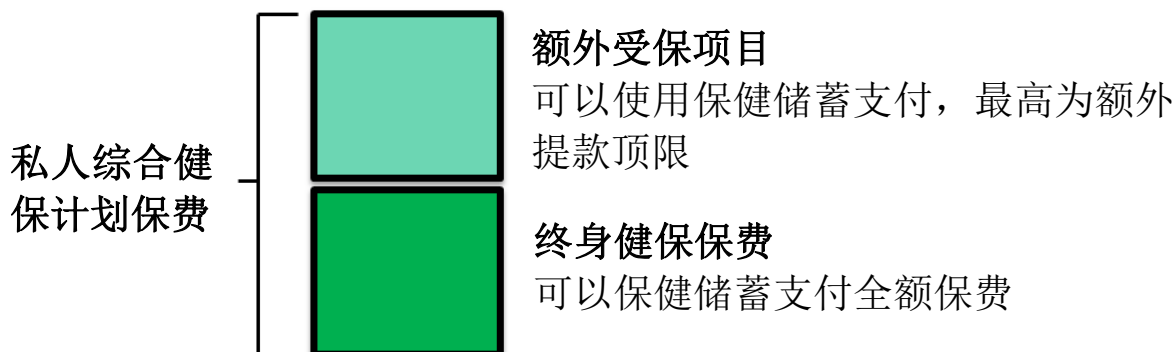 额外受保项目
可以使用保健储蓄支付，最高为额外
提款顶限
私人综合健
保计划保费
终身健保保费
可以保健储蓄支付全额保费